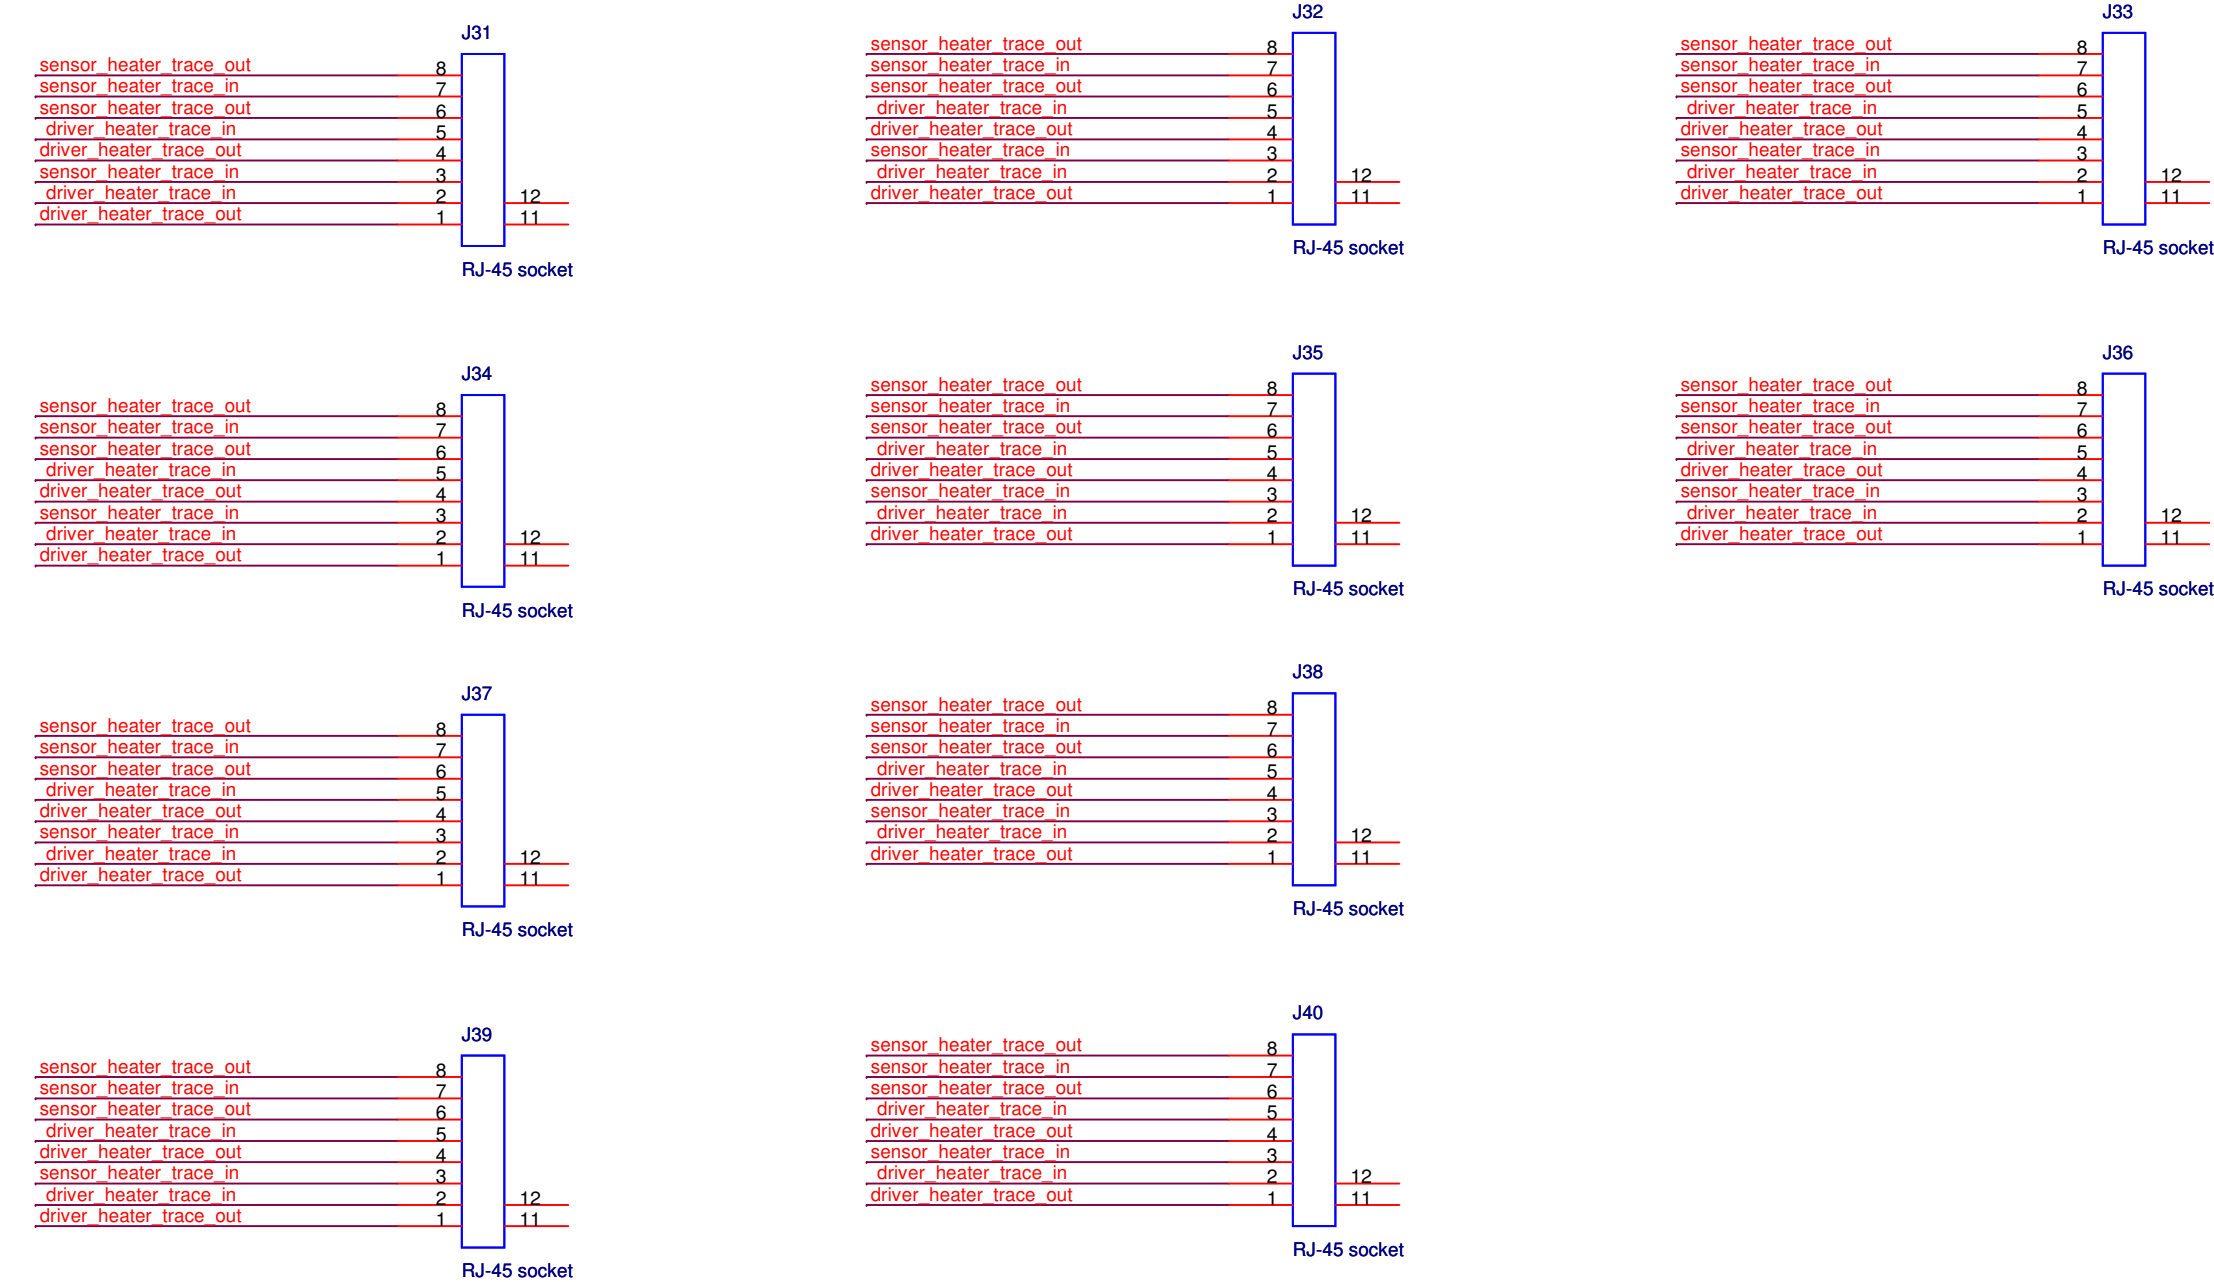 J31
sensor_heater_trace_out 8
sensor_heater_trace_in 7
sensor_heater_trace_out 6
driver_heater_trace_in 5
driver_heater_trace_out 4
sensor_heater_trace_in 3
driver_heater_trace_in 2 12
driver_heater_trace_out 1 11
RJ-45 socket
J32
sensor_heater_trace_out 8
sensor_heater_trace_in 7
sensor_heater_trace_out 6
driver_heater_trace_in 5
driver_heater_trace_out 4
sensor_heater_trace_in 3
driver_heater_trace_in 2 12
driver_heater_trace_out 1 11
RJ-45 socket
J33
sensor_heater_trace_out 8
sensor_heater_trace_in 7
sensor_heater_trace_out 6
driver_heater_trace_in 5
driver_heater_trace_out 4
sensor_heater_trace_in 3
driver_heater_trace_in 2 12
driver_heater_trace_out 1 11
RJ-45 socket
J34
sensor_heater_trace_out 8
sensor_heater_trace_in 7
sensor_heater_trace_out 6
driver_heater_trace_in 5
driver_heater_trace_out 4
sensor_heater_trace_in 3
driver_heater_trace_in 2 12
driver_heater_trace_out 1 11
RJ-45 socket
J35
sensor_heater_trace_out 8
sensor_heater_trace_in 7
sensor_heater_trace_out 6
driver_heater_trace_in 5
driver_heater_trace_out 4
sensor_heater_trace_in 3
driver_heater_trace_in 2 12
driver_heater_trace_out 1 11
RJ-45 socket
J36
sensor_heater_trace_out 8
sensor_heater_trace_in 7
sensor_heater_trace_out 6
driver_heater_trace_in 5
driver_heater_trace_out 4
sensor_heater_trace_in 3
driver_heater_trace_in 2 12
driver_heater_trace_out 1 11
RJ-45 socket
J37
sensor_heater_trace_out 8
sensor_heater_trace_in 7
sensor_heater_trace_out 6
driver_heater_trace_in 5
driver_heater_trace_out 4
sensor_heater_trace_in 3
driver_heater_trace_in 2 12
driver_heater_trace_out 1 11
RJ-45 socket
J38
sensor_heater_trace_out 8
sensor_heater_trace_in 7
sensor_heater_trace_out 6
driver_heater_trace_in 5
driver_heater_trace_out 4
sensor_heater_trace_in 3
driver_heater_trace_in 2 12
driver_heater_trace_out 1 11
RJ-45 socket
J39
sensor_heater_trace_out 8
sensor_heater_trace_in 7
sensor_heater_trace_out 6
driver_heater_trace_in 5
driver_heater_trace_out 4
sensor_heater_trace_in 3
driver_heater_trace_in 2 12
driver_heater_trace_out 1 11
RJ-45 socket
J40
sensor_heater_trace_out 8
sensor_heater_trace_in 7
sensor_heater_trace_out 6
driver_heater_trace_in 5
driver_heater_trace_out 4
sensor_heater_trace_in 3
driver_heater_trace_in 2 12
driver_heater_trace_out 1 11
RJ-45 socket